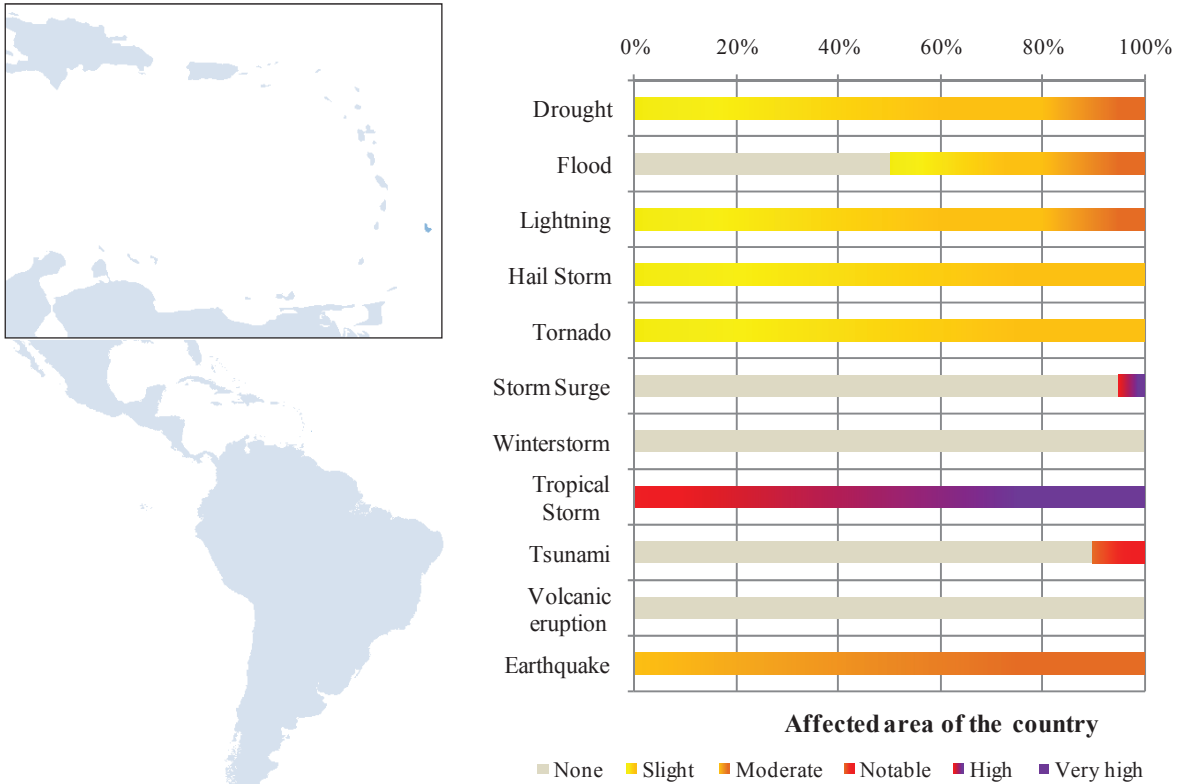 0% 20% 40% 60% 80% 100%
Drought
Flood
Lightning
Hail Storm
Tornado
Storm Surge
Winterstorm
Tropical
Storm
Tsunami
Volcanic
eruption
Earthquake
Affected area of the country
None Slight Moderate Notable High Very high